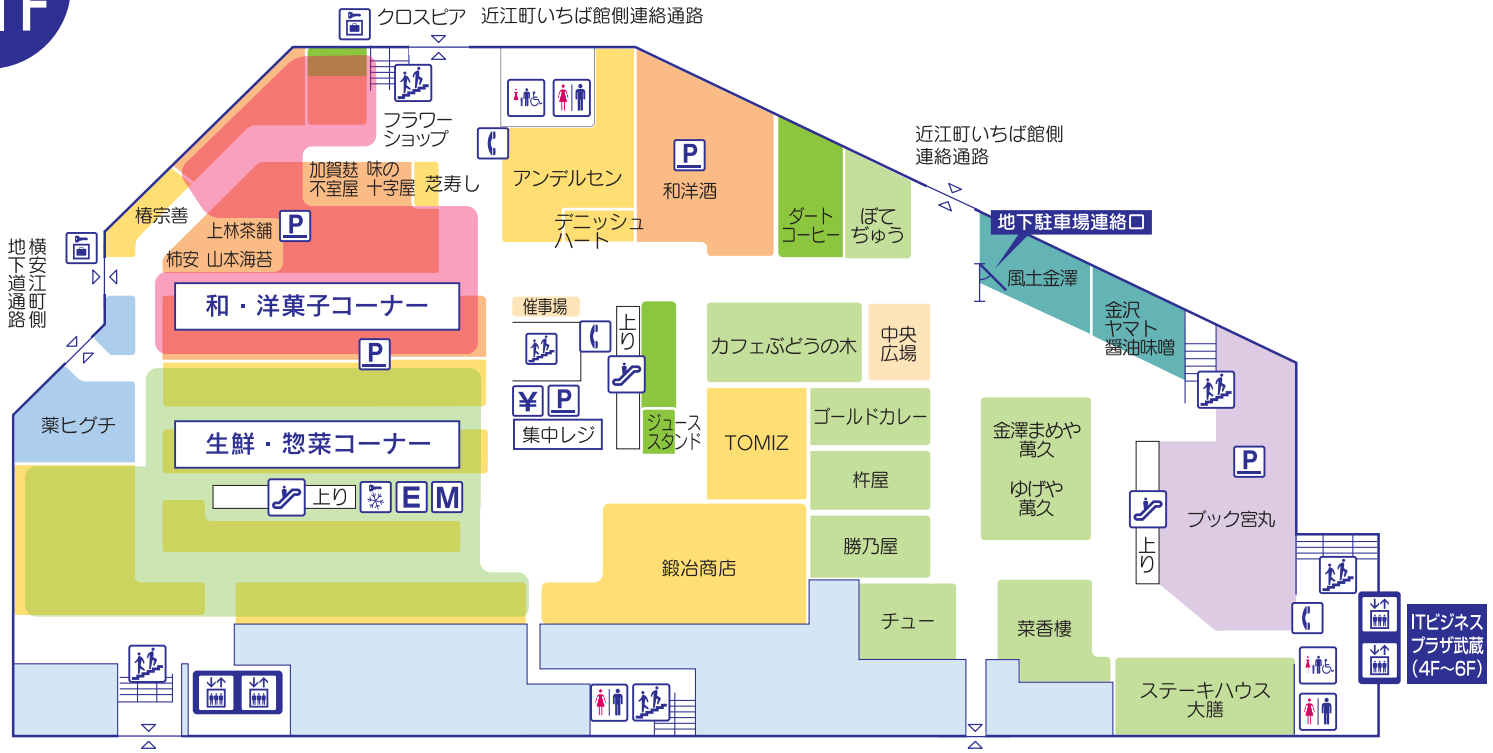 1F
クロスピア
近江町いちば館側連絡通路
フラワー
ショップ
加賀麸
不室屋
味の
十字屋
芝寿し
椿宗善
上林茶舗
P
柿安
山本海苔
横安江町側
地下道通路
和・洋菓子コーナー
P
薬ヒグチ
生鮮・惣菜コーナー
上り
E
M
アンデルセン
デニッシュ
ハート
P
和洋酒
ダート
コーヒー
ぼて
ぢゅう
近江町いちば館側
連絡通路
地下駐車場連絡口
風土金澤
金沢
ヤマト
醤油味噌
催事場
上り
¥
P
集中レジ
ジュース
スタンド
カフェぶどうの木
中央
広場
TOMIZ
ゴールドカレー
杵屋
勝乃屋
鍛冶商店
チュー
金澤まめや
萬久
ゆげや
萬久
菜香樓
P
ブック宮丸
上り
ステーキハウス
大膳
ITビジネス
プラザ武蔵
(4F~6F)